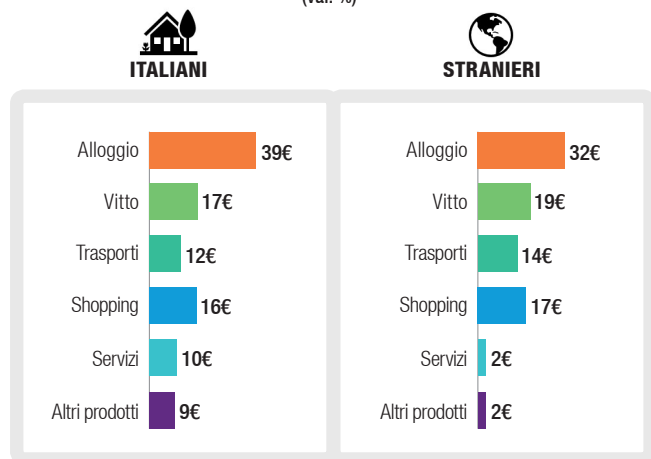 (val. %)
ITALIANI
Alloggio 39€
Vitto 17€
Trasporti 12€
Shopping 16€
Servizi 10€
Altri prodotti 9€
STRANIERI
Alloggio 32€
Vitto 19€
Trasporti 14€
Shopping 17€
Servizi 2€
Altri prodotti 2€